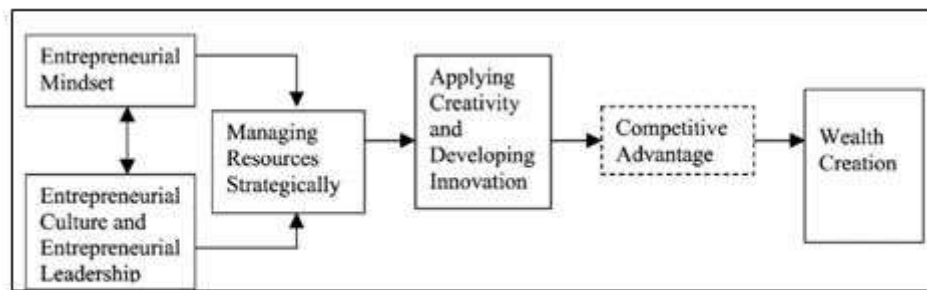 Entrepreneurial
Mindset
Entrepreneurial
Culture and
Entrepreneurial
Leadership
Managing
Resources
Strategically
Applying
Creativity
and
Developing
Innovation
Competitive
Advantage
Wealth
Creation